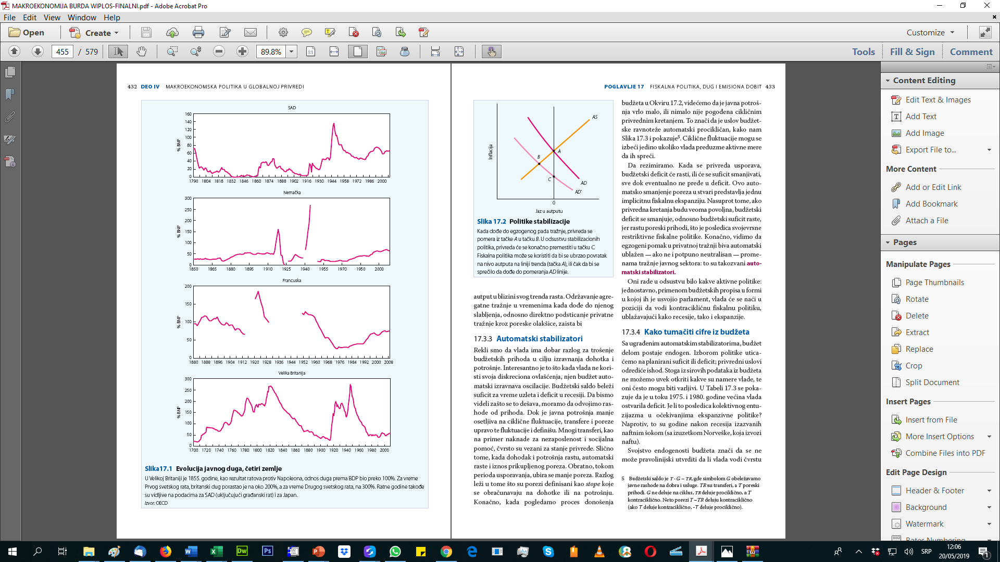 MAKROEKONOMIJA BURDA WIPLOS-FINALNI.pdf - Adobe Acrobat Pro
File Edit View Window Help
Open Create Customize
455 / 579 89.8% Tools Fill & Sign Comment
432 DEO IV MAKROEKONOMSKA POLITIKA U GLOBALNOJ PRIVREDI
SAD
% BNP
160
140
120
100
80
60
40
20
0
1790 1804 1818 1832 1846 1860 1874 1888 1902 1916 1930 1944 1958 1972 1986 2000
Nemačka
% BNP
300
250
200
150
100
50
0
1850 1865 1880 1895 1910 1925 1940 1955 1970 1950 2000
Francuska
% BNP
200
150
100
50
0
1880 1888 1896 1904 1912 1920 1928 1936 1944 1952 1960 1968 1976 1984 1992 2000 2008
Velika Britanija
% BNP
300
250
200
150
100
50
0
1700 1720 1740 1760 1780 1800 1820 1840 1860 1880 1900 1920 1940 1960 1980 2000
Slika17.1 Evolucija javnog duga, četiri zemlje
U Velikoj Britaniji je 1855. godine, kao rezultat ratova protiv Napoleona, odnos duga prema BDP bio preko 100%. Za vreme
Prvog svetskog rata, britanski dug porastao je na oko 200%, a za vreme Drugog svetskog rata, na 300%. Ratne godine takođe
su vidljive na podacima za SAD (uključujući građanski rat) i za Japan.
Izvor: OECD
POGLAVLJE 17 FISKALNA POLITIKA, DUG I EMISIONA DOBIT 433
Inflacija
AS
A
B
C
AD
AD'
0
Jaz u autputu
Slika 17.2 Politike stabilizacije
Kada dođe do egzogenog pada tražnje, privreda se
pomera iz tačke A u tačku B. U odsustvu stabilizacionih
politika, privreda će se konačno premestiti u tačku C.
Fiskalna politika može se koristiti da bi se ubrzao povratak
na nivo autputa na liniji trenda (tačka A), ili čak da bi se
sprečilo da dođe do pomeranja AD linije.
autput u blizini svog trenda rasta. Održavanje agre-
gatne tražnje u vremenima kada dođe do njenog
slabljenja, odnosno direktno podsticanje privatne
tražnje kroz poreske olakšice, zaista bi
17.3.3 Automatski stabilizatori
Rekli smo da vlada ima dobar razlog za trošenje
budžetskih prihoda u cilju izravnanja dohotka i
potrošnje. Interesantno je to što kada vlada ne kori-
sti svoja diskreciona ovlašćenja, njen budžet auto-
matski izravnava oscilacije. Budžetski saldo beleži
suficit za vreme uzleta i deficit u recesiji. Da bismo
videli zašto se to dešava, moramo da odvojimo ras-
hode od prihoda. Dok je javna potrošnja manje
osetljiva na ciklične fluktuacije, transfere i poreze
upravo te fluktuacije i definišu. Mnogi transferi, kao
na primer naknade za nezaposlenost i socijalna
pomoć, čvrsto su vezani za stanje privrede. Slično
tome, kada dohodak i potrošnja rastu, automatski
raste i iznos prikupljenog poreza. Obratno, tokom
perioda usporavanja, ubira se manje poreza. Razlog
leži u tome što su porezi definisani kao stope koje
se obračunavaju na dohotke ili na potrošnju.
Konačno, kada pogledamo proces donošenja
budžeta u Okviru 17.2, videćemo da je javna potroš-
nja vrlo malo, ili nimalo nije pogođena cikličnim
privrednim kretanjem. To znači da je uslov budžet-
ske ravnoteže automatski procikličan, kako nam
Slika 17.3 i pokazuje5. Ciklične fluktuacije mogu se
izbeći jedino ukoliko vlada preduzme aktivne mere
da ih spreči.
Da rezimiramo. Kada se privreda usporava,
budžetski deficit će rasti, ili će se suficit smanjivati,
sve dok eventualno ne pređe u deficit. Ovo auto-
matsko smanjenje poreza u stvari predstavlja jednu
implicitnu fiskalnu ekspanziju. Nasuprot tome, ako
privredna kretanja budu veoma povoljna, budžetski
deficit se smanjuje, odnosno budžetski suficit raste,
jer rastu poreski prihodi, što je posledica svojevrsne
restriktivne fiskalne politike. Konačno, vidimo da
egzogeni pomak u privatnoj tražnji biva automatski
ublažen — ako ne i potpuno neutralisan — prome-
nama tražnje javnog sektora: to su takozvani auto-
matski stabilizatori.
Oni rade u odsustvu bilo kakve aktivne politike:
jednostavno, primenom budžetskih propisa u formi
u kojoj ih je usvojio parlament, vlada će se naći u
poziciji da vodi kontracikličnu fiskalnu politiku,
ublažavajući kako recesije, tako i ekspanzije.
17.3.4 Kako tumačiti cifre iz budžeta
Sa ugrađenim automatskim stabilizatorima, budžet
delom postaje endogen. Izborom politike utica-
ćemo na planirani suficit ili deficit; privredni uslovi
odrediće ishod. Stoga iz sirovih podataka iz budžeta
ne možemo uvek otkriti kakve su namere vlade, te
oni često mogu biti varljivi. U Tabeli 17.3 se poka-
zuje da je u toku 1975. i 1980. godine većina vlada
ostvarila deficit. Je li to posledica kolektivnog entu-
zijazma u očekivanjima ekspanzivne politike?
Naprotiv, to su godine nakon recesija izazvanih
naftnim šokom (sa izuzetkom Norveške, koja izvozi
naftu).
Svojstvo endogenosti budžeta znači da se ne
može pravolinijski utvrditi da li vlada vodi čvrstu
5 Budžetski saldo je T - G – TR, gde simbolom G obeležavamo
javne rashode na dobra i usluge. TR su transferi, a T poreski
prihodi. G ne deluje na ciklus, TR deluje prociklično, a T
kontraciklično. Neto porezi T –TR deluju kontraciklično
(ako T deluje kontraciklično, -T deluje prociklično).
Content Editing
Edit Text & Images
Add Text
Add Image
Export File to...
More Content
Add or Edit Link
Add Bookmark
Attach a File
Pages
Manipulate Pages
Page Thumbnails
Rotate
Delete
Extract
Replace
Crop
Split Document
Insert Pages
Insert from File
More Insert Options
Combine Files into PDF
Edit Page Design
Header & Footer
Background
Watermark
Bates Numbering
SRP
12:06
20/05/2019
1